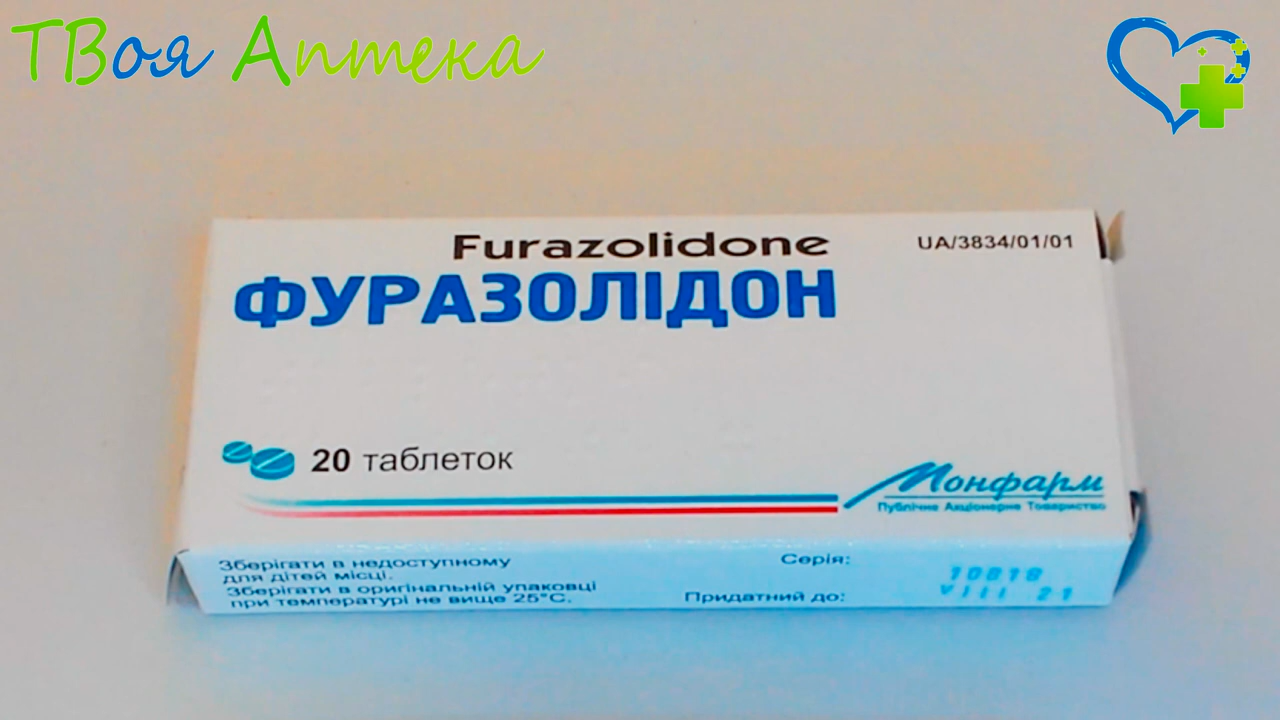 ТВоя Аптека
Furazolidone
UA/3834/01/01
ФУРАЗОЛІДОН
20 таблеток
Монфарм
Публічне Акціонерне Товариство
Зберігати в недоступному
для дітей місці.
Зберігати в оригінальній упаковці
при температурі не вище 25°С.
Серія:
10818
Придатний до:
VIII 21